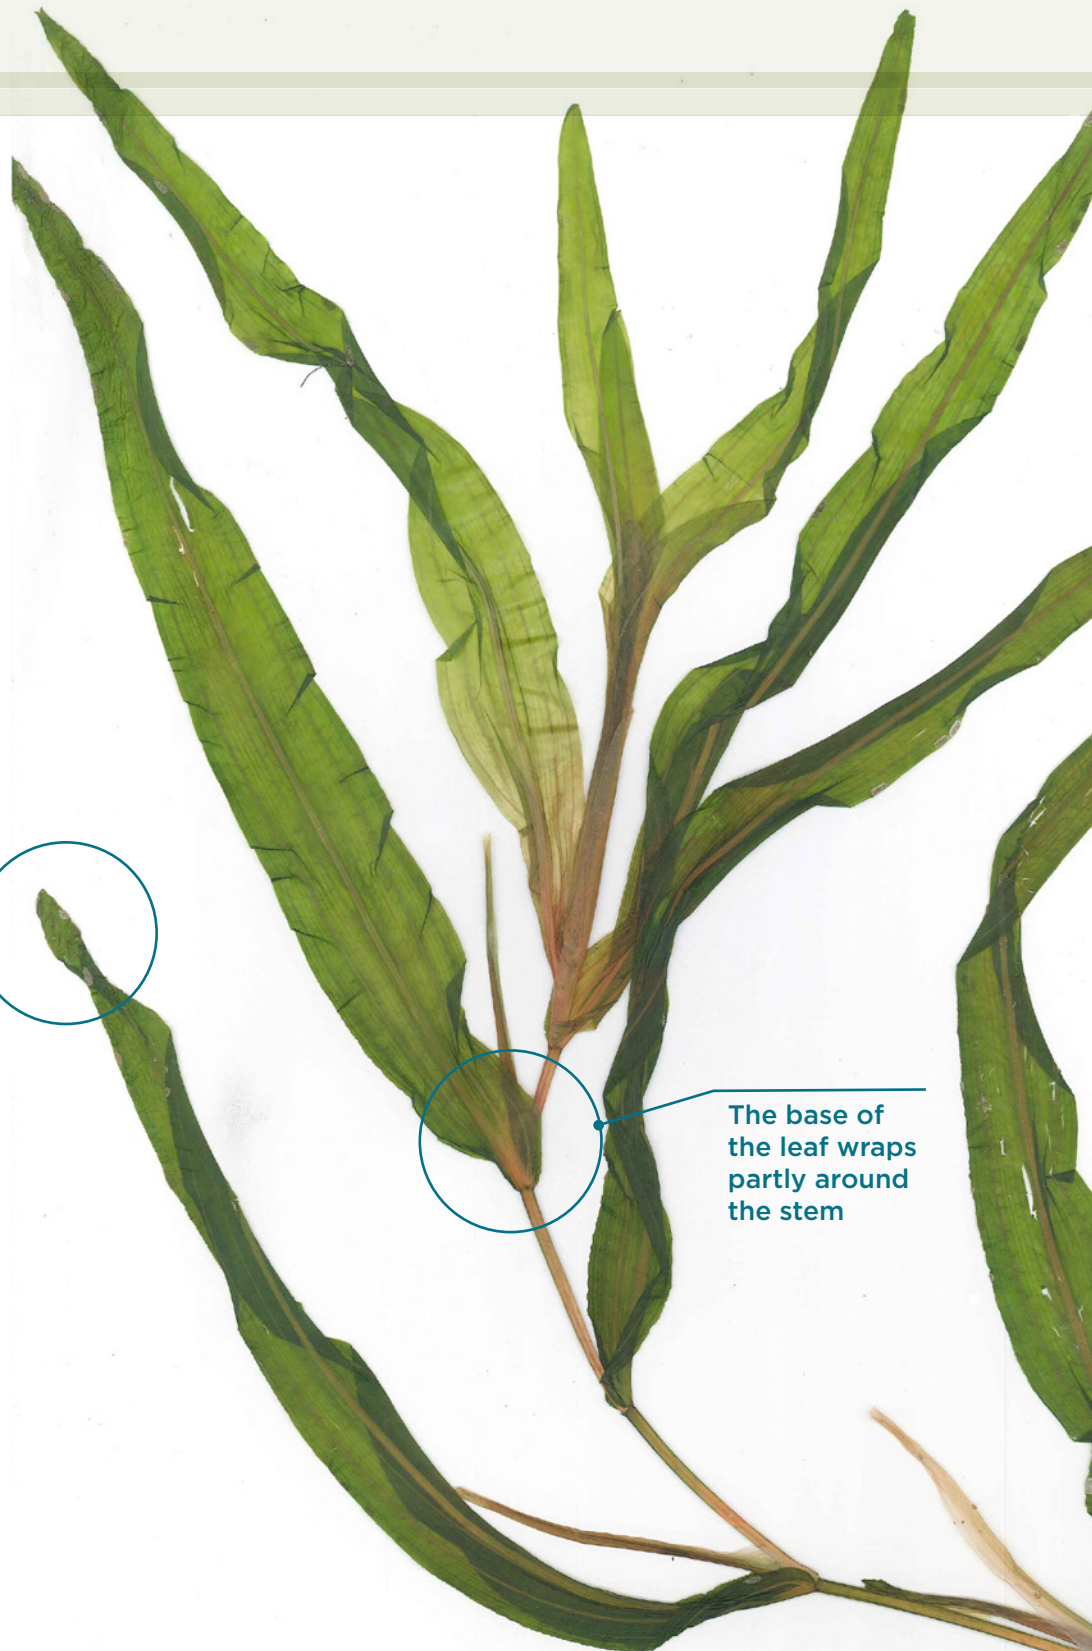 The base of
the leaf wraps
partly around
the stem